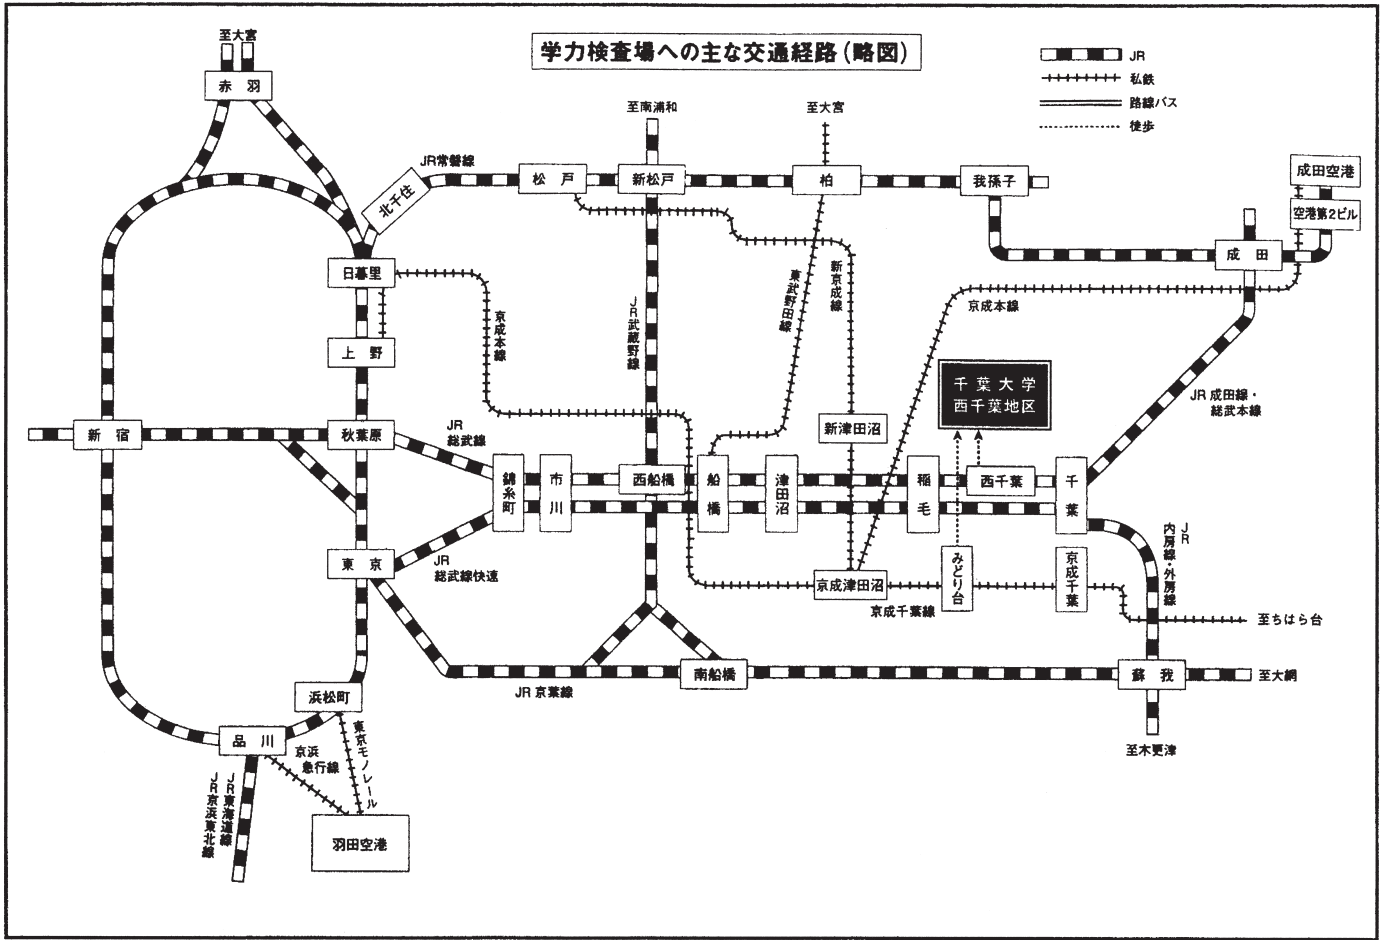 学力検査場への主な交通経路(略図)
JR
私鉄
路線バス
徒歩
至大宮
赤羽
至南浦和
至大宮
JR常磐線
北千住
松戸
新松戸
柏
我孫子
成田空港
空港第2ビル
成田
日暮里
上野
京成本線
JR武蔵野線
東武野田線
新京成線
京成本線
千葉大学
西千葉地区
JR成田線・
総武本線
新宿
秋葉原
JR
総武線
新津田沼
錦糸町
市川
西船橋
船橋
津田沼
稲毛
西千葉
千葉
東京
JR
総武線快速
京成津田沼
京成千葉線
みどり台
京成千葉
JR
内房線・外房線
至ちはら台
JR京葉線
南船橋
蘇我
至大網
至木更津
浜松町
品川
京浜
急行線
東京モノレール
羽田空港
JR東海道線
JR京浜東北線